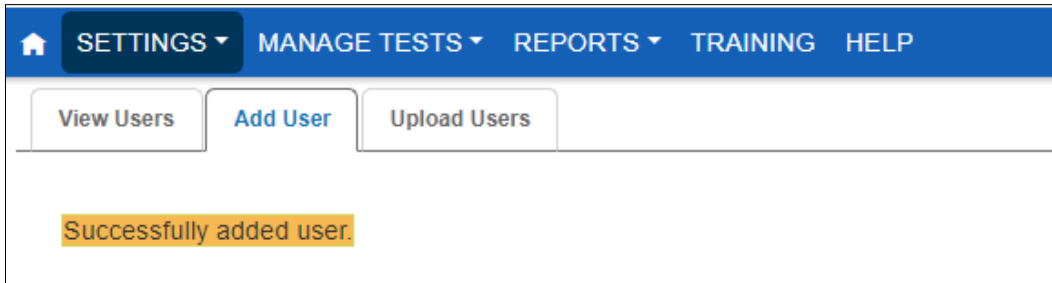 SETTINGS MANAGE TESTS REPORTS TRAINING HELP
View Users Add User Upload Users
Successfully added user.